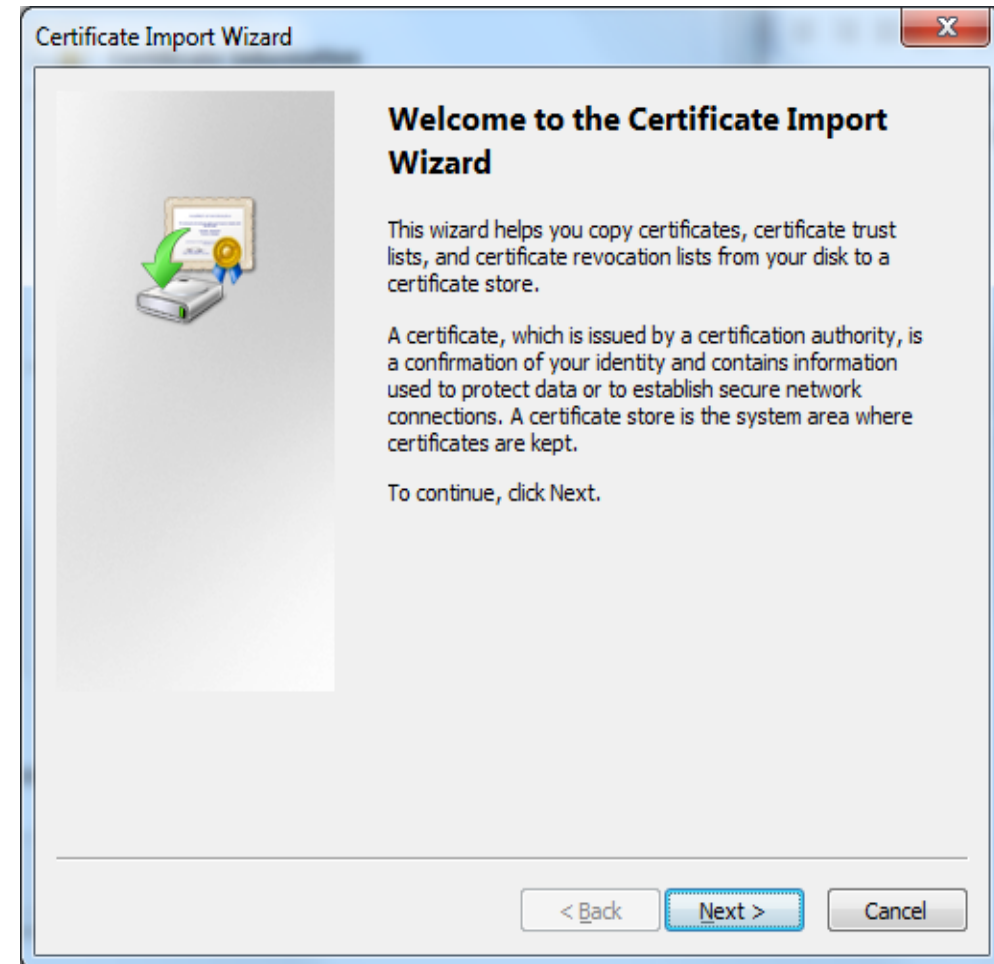 Certificate Import Wizard
X
Welcome to the Certificate Import
Wizard
This wizard helps you copy certificates, certificate trust
lists, and certificate revocation lists from your disk to a
certificate store.
A certificate, which is issued by a certification authority, is
a confirmation of your identity and contains information
used to protect data or to establish secure network
connections. A certificate store is the system area where
certificates are kept.
To continue, click Next.
< Back Next > Cancel